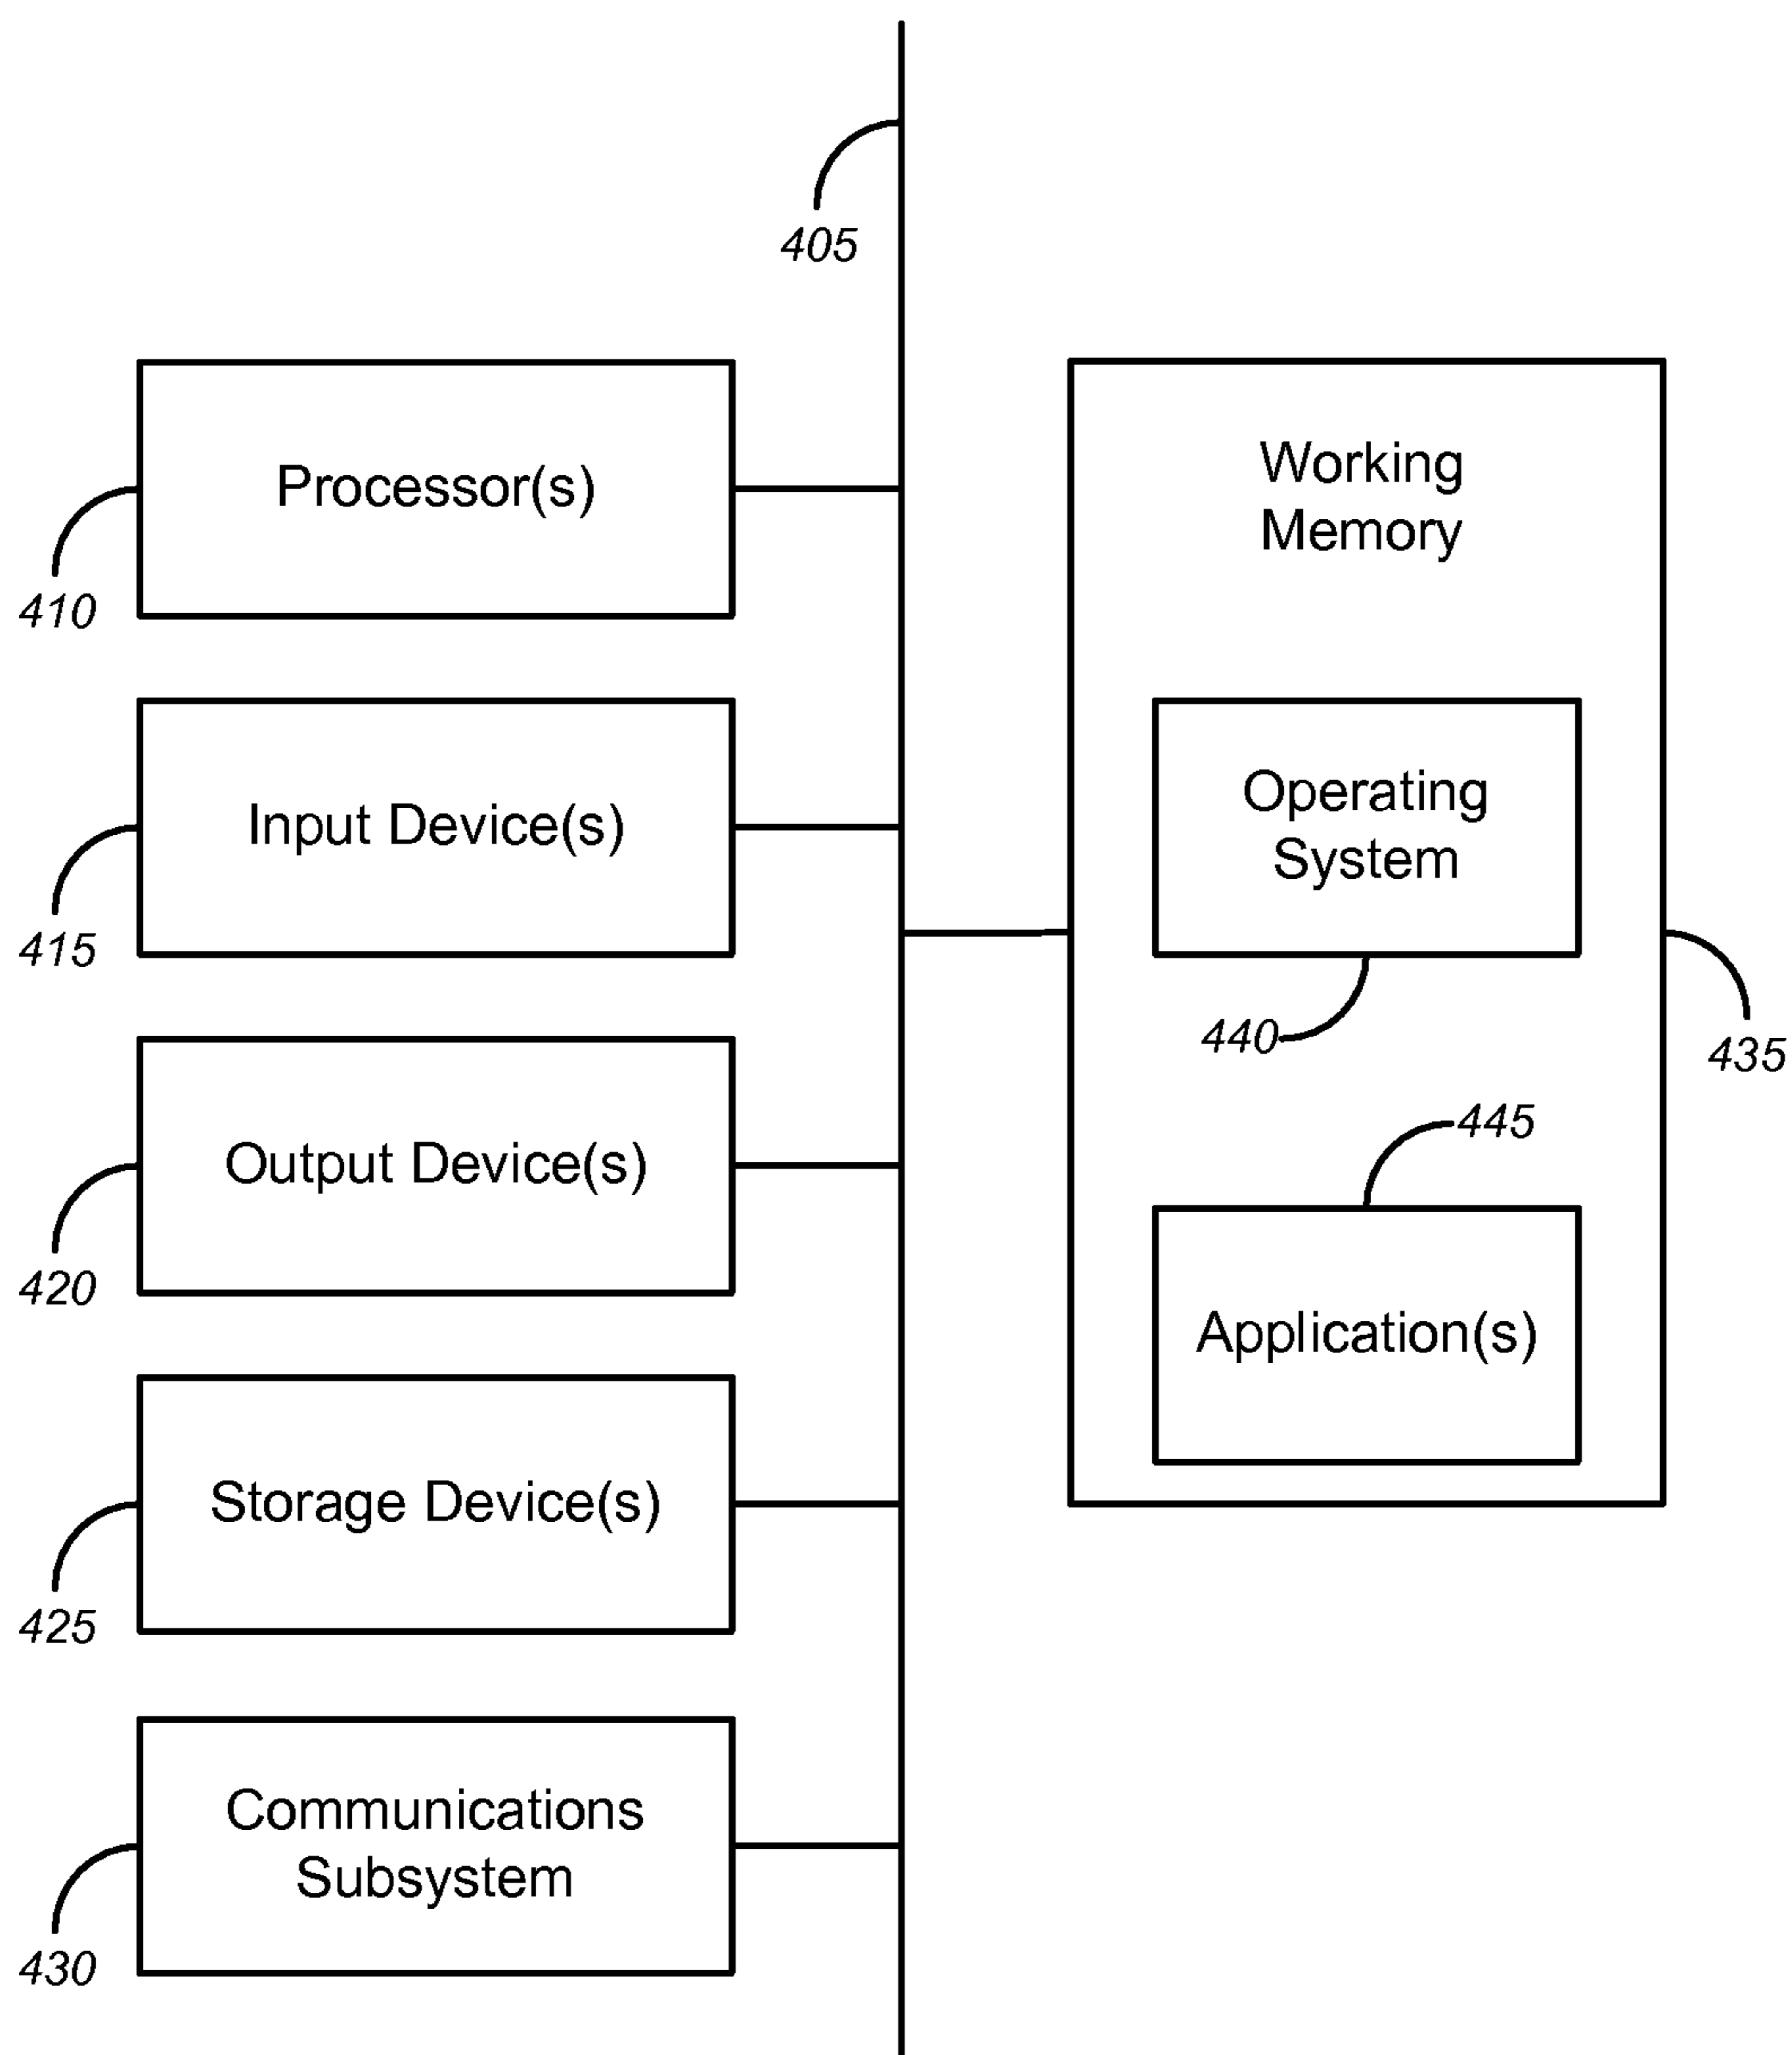 405
Processor(s)
410
Input Device(s)
415
Output Device(s)
420
Storage Device(s)
425
Communications
Subsystem
430
Working
Memory
Operating
System
440
435
445
Application(s)